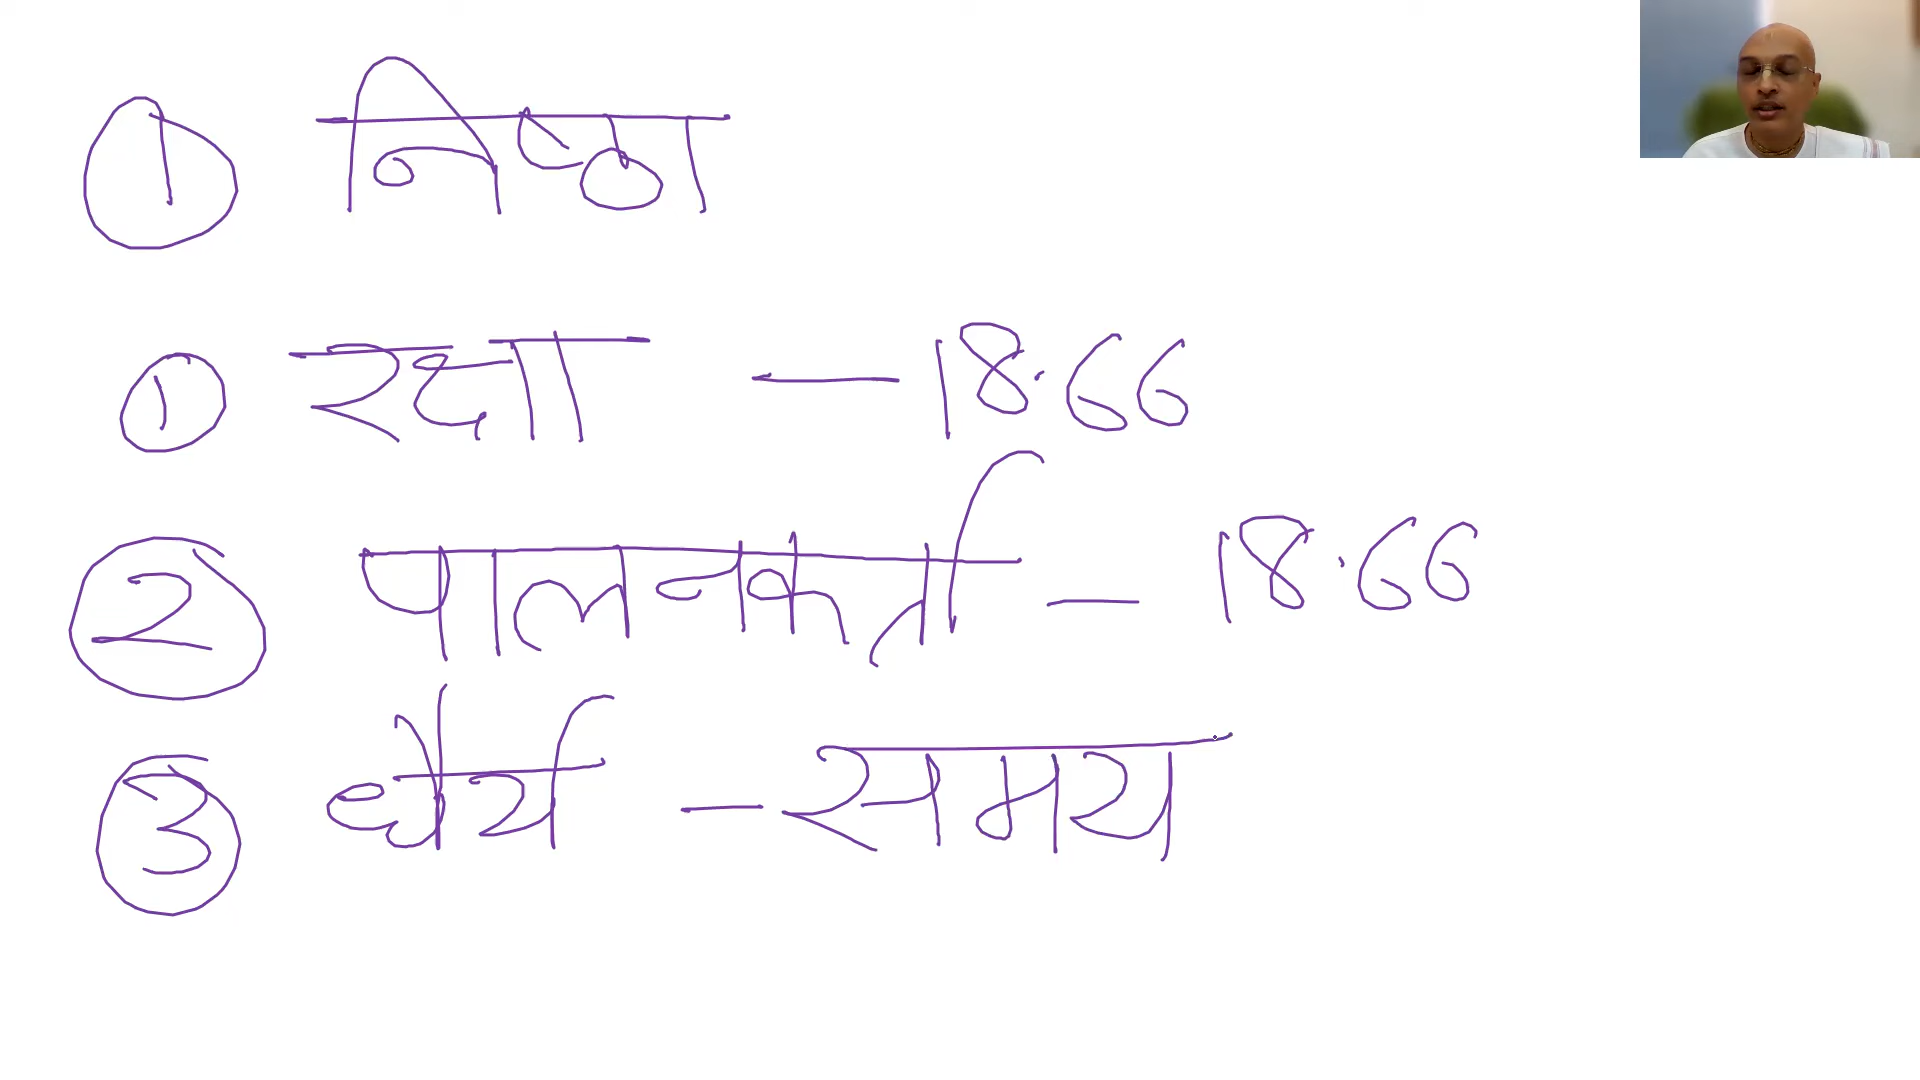 ① निष्ठा
① रक्षा — 18.66
② पालनकर्ता — 18.66
③ धैर्य — समय